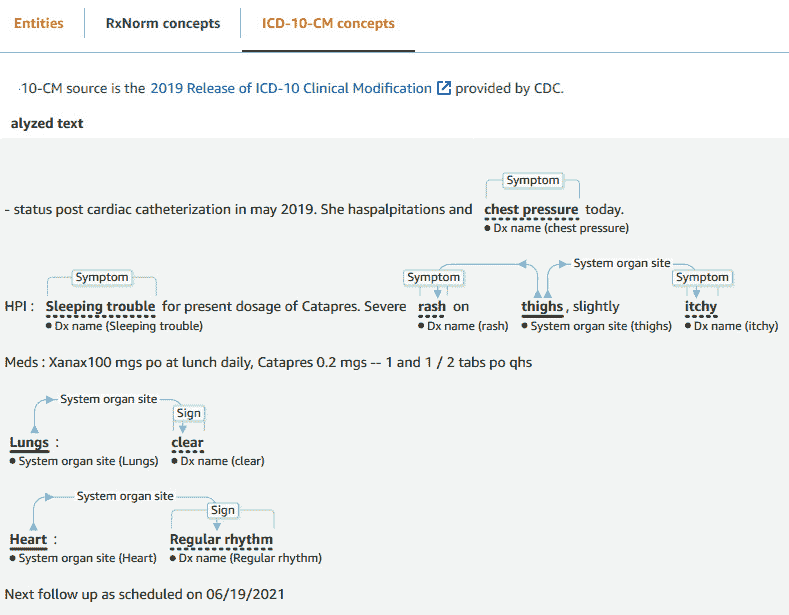 Entities RxNorm concepts ICD-10-CM concepts
·10-CM source is the 2019 Release of ICD-10 Clinical Modification provided by CDC.
alyzed text
Symptom
- status post cardiac catheterization in may 2019. She haspalpitations and chest pressure today.
● Dx name (chest pressure)
System organ site
Symptom Symptom Symptom
HPI : Sleeping trouble for present dosage of Catapres. Severe rash on thighs , slightly itchy
● Dx name (Sleeping trouble) ● Dx name (rash) ● System organ site (thighs) ● Dx name (itchy)
Meds : Xanax100 mgs po at lunch daily, Catapres 0.2 mgs -- 1 and 1 / 2 tabs po qhs
System organ site
Sign
Lungs : clear
● System organ site (Lungs) ● Dx name (clear)
System organ site
Sign
Heart : Regular rhythm
● System organ site (Heart) ● Dx name (Regular rhythm)
Next follow up as scheduled on 06/19/2021